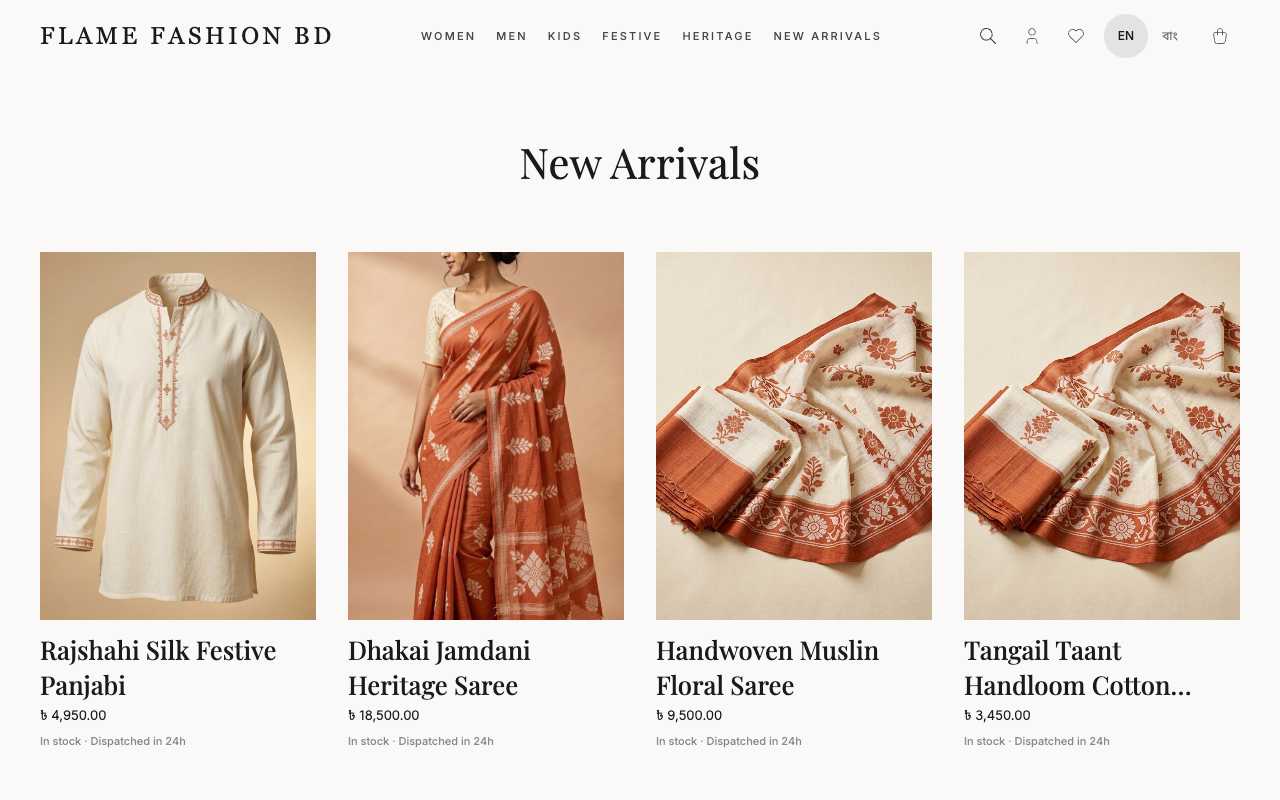 FLAME FASHION BD
WOMEN MEN KIDS FESTIVE HERITAGE NEW ARRIVALS
EN বাং
New Arrivals
Rajshahi Silk Festive
Panjabi
৳ 4,950.00
In stock · Dispatched in 24h
Dhakai Jamdani
Heritage Saree
৳ 18,500.00
In stock · Dispatched in 24h
Handwoven Muslin
Floral Saree
৳ 9,500.00
In stock · Dispatched in 24h
Tangail Taant
Handloom Cotton...
৳ 3,450.00
In stock · Dispatched in 24h